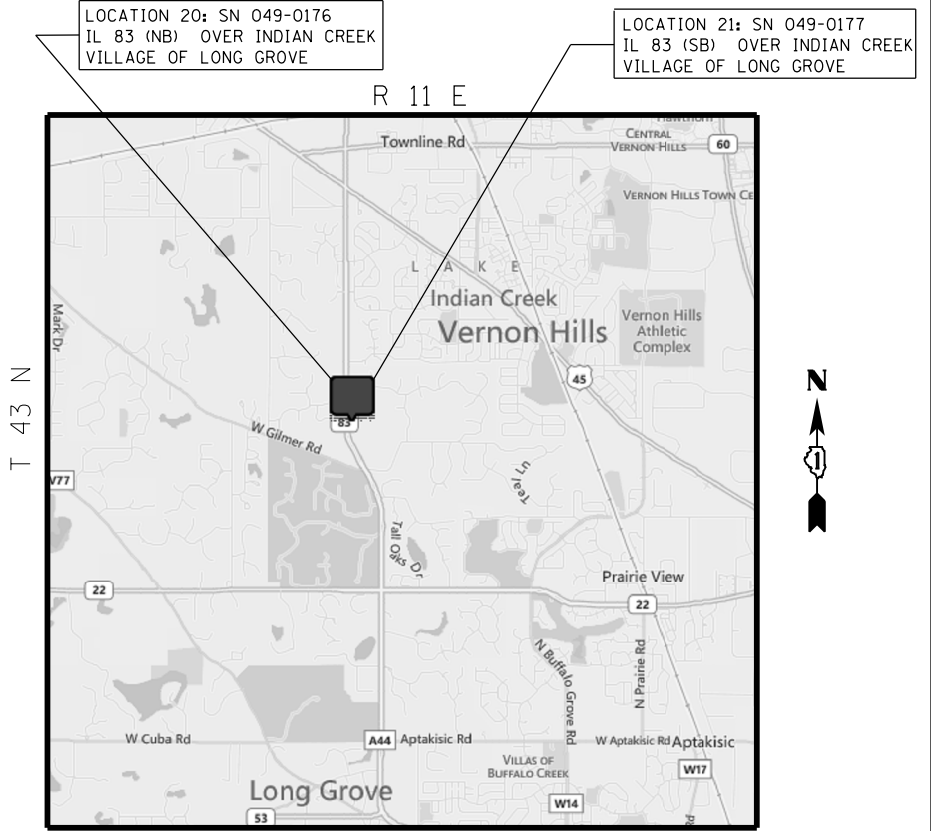 LOCATION 20: SN 049-0176
IL 83 (NB) OVER INDIAN CREEK
VILLAGE OF LONG GROVE
LOCATION 21: SN 049-0177
IL 83 (SB) OVER INDIAN CREEK
VILLAGE OF LONG GROVE
R 11 E
T 43 N
Hawthorn
CENTRAL
VERNON HILLS
60
Townline Rd
VERNON HILLS TOWN CE
L A K E
Indian Creek
Vernon Hills
Vernon Hills
Athletic
Complex
Mark Dr
45
N
1
83
W Gilmer Rd
V77
Teal Ln
Tall Oaks Dr
Prairie View
22
22
N Buffalo Grove Rd
N Prairie Rd
W Cuba Rd
A44
Aptakisic Rd
W Aptakisic Rd
Aptakisic
VILLAS OF
BUFFALO CREEK
W17
Long Grove
W14
53
Rd